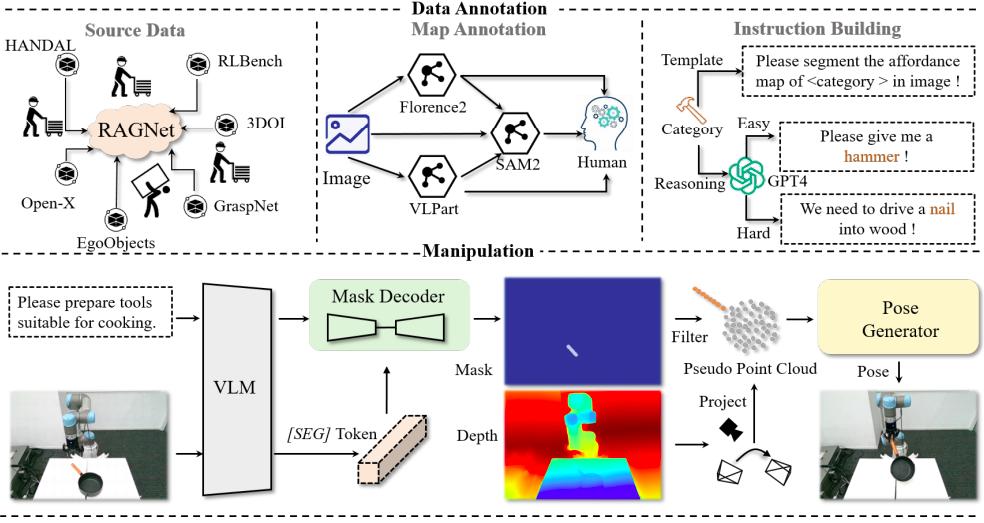 Data Annotation
Source Data
HANDAL
RLBench
RAGNet
3DOI
Open-X
GraspNet
EgoObjects
Map Annotation
Florence2
Image
SAM2
Human
VLPart
Instruction Building
Template
Please segment the affordance
map of <category > in image !
Category
Easy
Please give me a
hammer !
Reasoning
GPT4
Hard
We need to drive a nail
into wood !
Manipulation
Please prepare tools
suitable for cooking.
VLM
Mask Decoder
[SEG] Token
Mask
Depth
Filter
Pseudo Point Cloud
Project
Pose
Generator
Pose